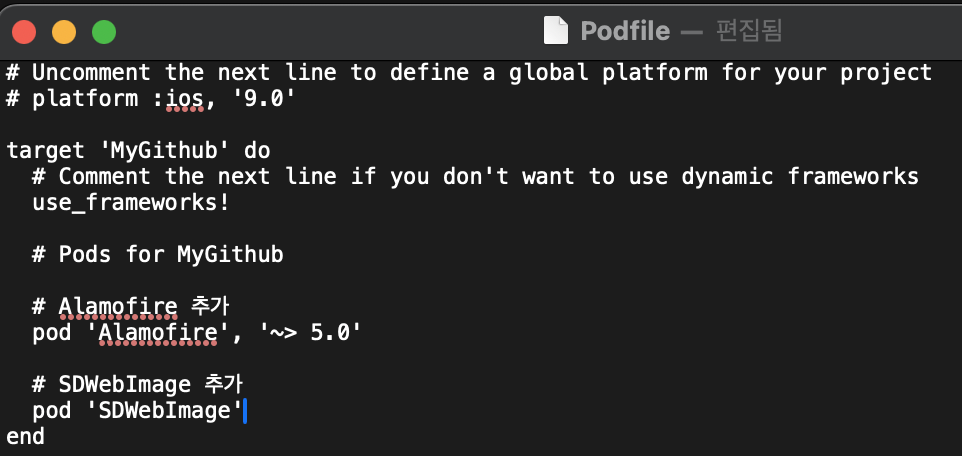 Podfile — 편집됨
# Uncomment the next line to define a global platform for your project
# platform :ios, '9.0'
target 'MyGithub' do
# Comment the next line if you don't want to use dynamic frameworks
use_frameworks!
# Pods for MyGithub
# Alamofire 추가
pod 'Alamofire', '~> 5.0'
# SDWebImage 추가
pod 'SDWebImage'
end